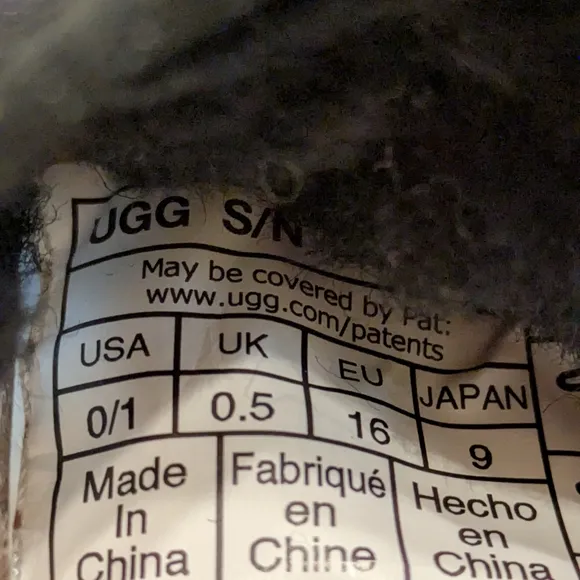 UGG S/N
May be covered by Pat:
www.ugg.com/patents
USA UK EU JAPAN
0/1 0.5 16 9
Made Fabriqué Hecho
In en en
China Chine China